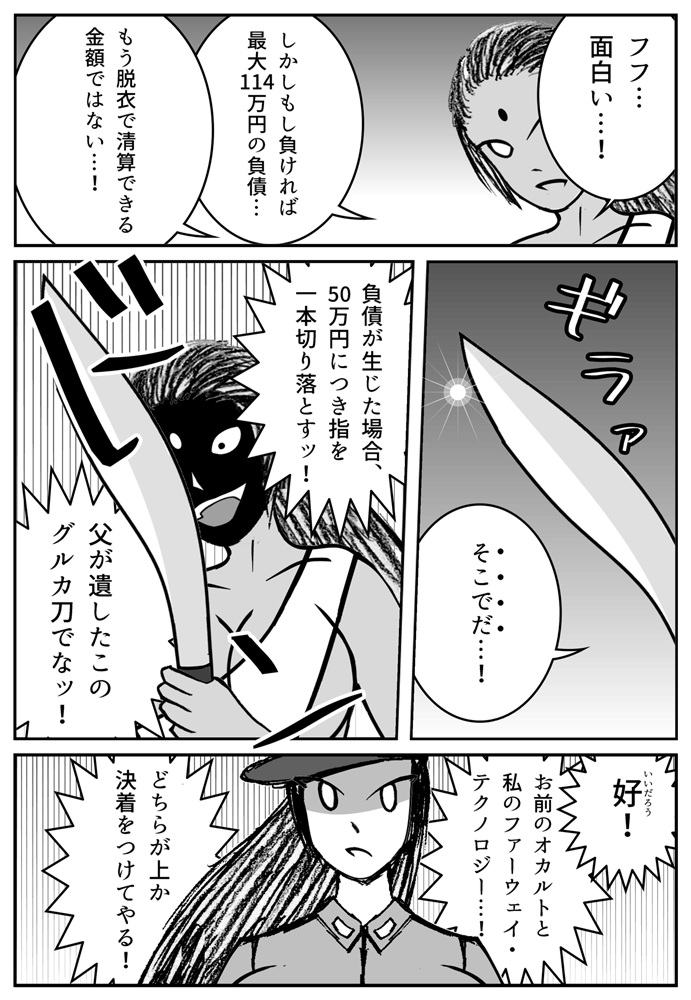 フフ…
面白い…！
しかしもし負ければ
最大114万円の負債…
もう脱衣で清算できる
金額ではない…！
ギラァ
そこでだ…！
負債が生じた場合、
50万円につき指を
一本切り落とすッ！
ドン
父が遺したこの
グルカ刀でなッ！
好！
いいだろう
お前のオカルトと
私のファーウェイ・
テクノロジー…！
どちらが上か
決着をつけてやる！